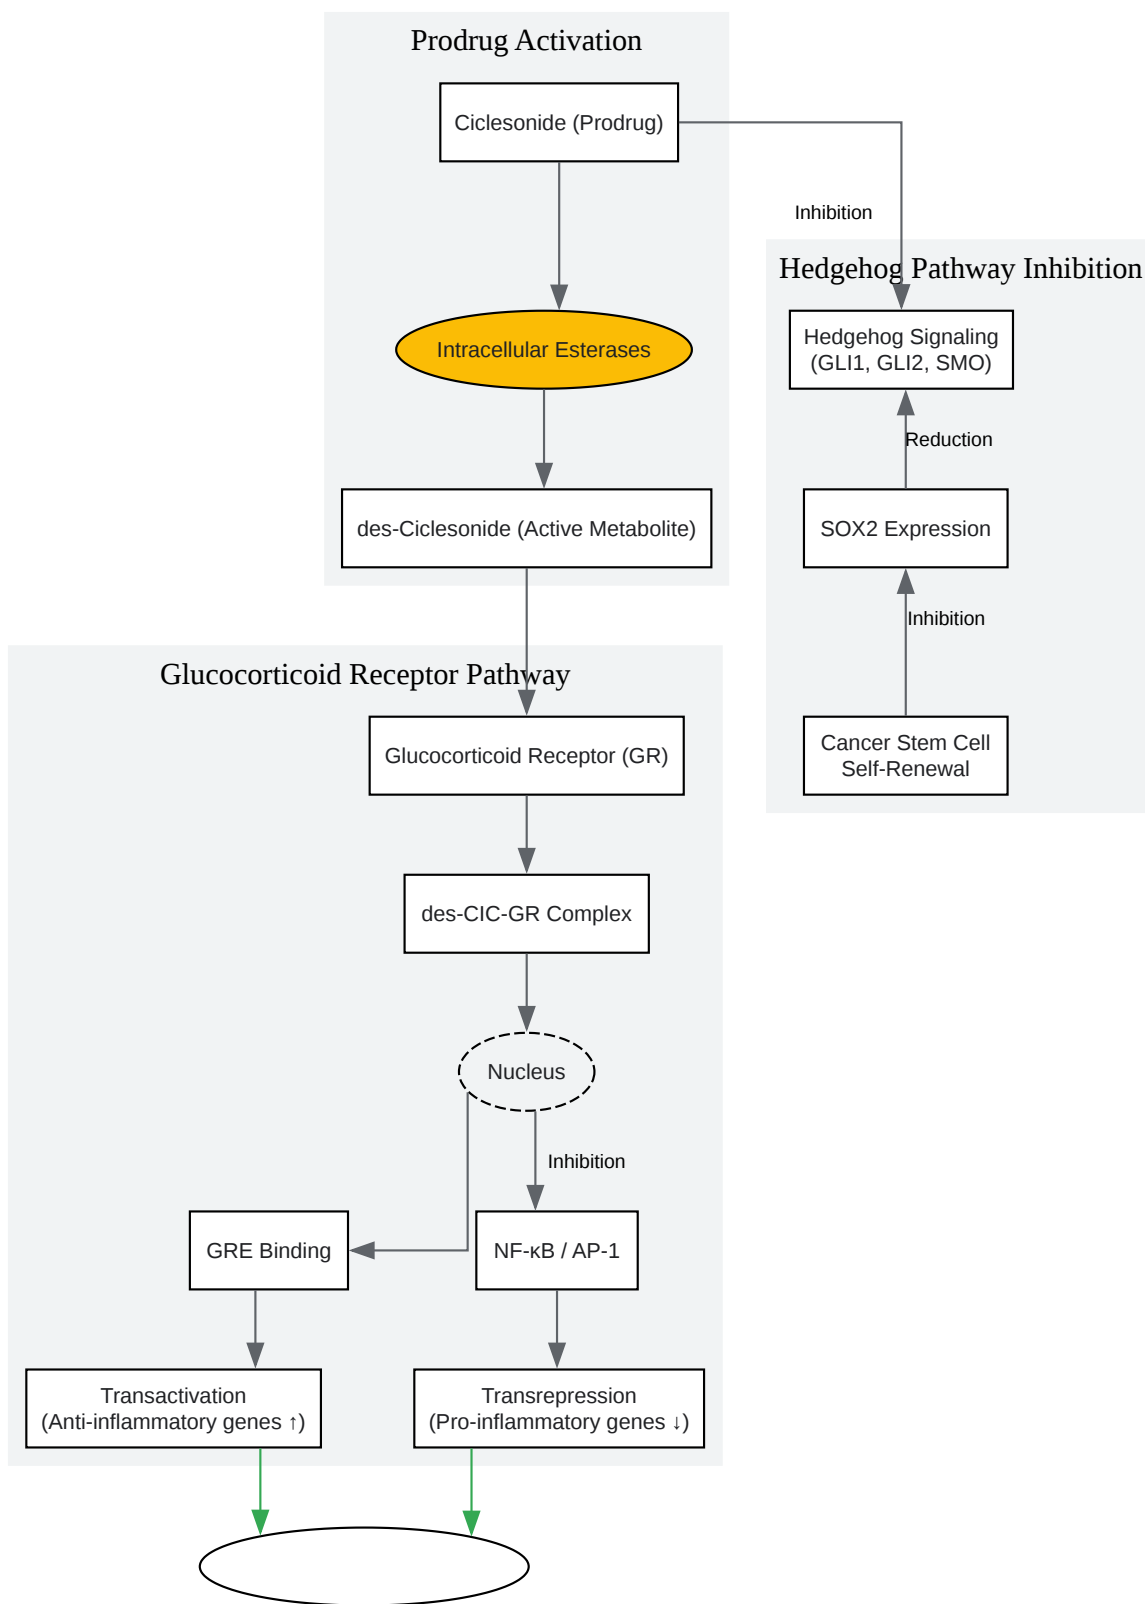 Prodrug Activation
Ciclesonide (Prodrug)
Inhibition
Hedgehog Pathway Inhibition
Hedgehog Signaling
(GLI1, GLI2, SMO)
Intracellular Esterases
Reduction
des-Ciclesonide (Active Metabolite)
SOX2 Expression
Inhibition
Glucocorticoid Receptor Pathway
Glucocorticoid Receptor (GR)
Cancer Stem Cell
Self-Renewal
des-CIC-GR Complex
Nucleus
Inhibition
GRE Binding
NF-κB / AP-1
Transactivation
(Anti-inflammatory genes ↑)
Transrepression
(Pro-inflammatory genes ↓)